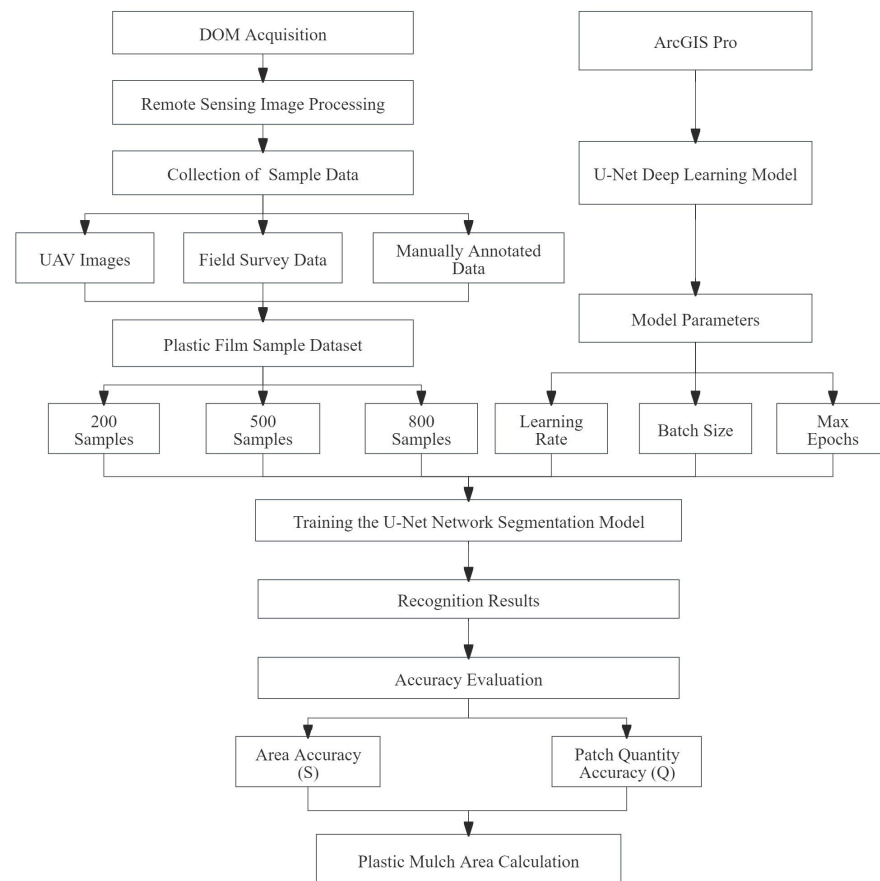 DOM Acquisition
ArcGIS Pro
Remote Sensing Image Processing
Collection of Sample Data
U-Net Deep Learning Model
UAV Images
Field Survey Data
Manually Annotated
Data
Model Parameters
Plastic Film Sample Dataset
200
Samples
500
Samples
800
Samples
Learning
Rate
Batch Size
Max
Epochs
Training the U-Net Network Segmentation Model
Recognition Results
Accuracy Evaluation
Area Accuracy
(S)
Patch Quantity
Accuracy (Q)
Plastic Mulch Area Calculation